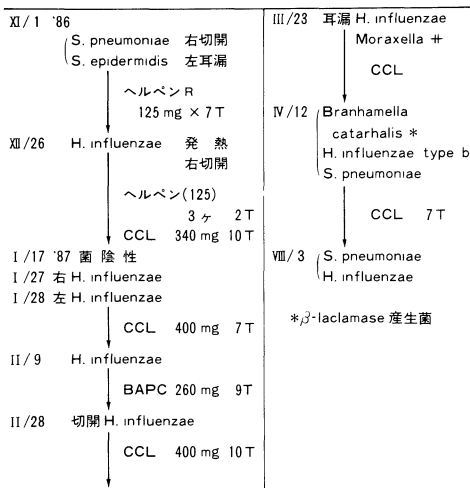 XI/1 '86
S. pneumoniae 右切開
S. epidermidis 左耳漏
ヘルペン R
125 mg × 7 T
XII/26 H. influenzae 発熱
右切開
ヘルペン(125)
3ヶ 2T
CCL 340 mg 10 T
I/17 '87 菌陰性
I/27 右 H. influenzae
I/28 左 H. influenzae
CCL 400 mg 7T
II/9 H. influenzae
BAPC 260 mg 9T
II/28 切開 H. influenzae
CCL 400 mg 10 T
III/23 耳漏 H. influenzae
Moraxella ++
CCL
IV/12 Branhamella
catarhalis *
H. influenzae type b
S. pneumoniae
CCL 7T
VIII/3 S. pneumoniae
H. influenzae
*β-laclamase 産生菌